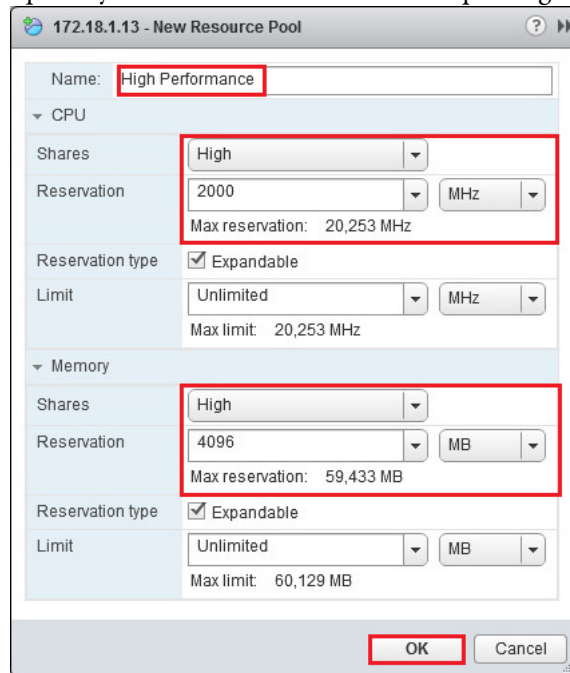 172.18.1.13 - New Resource Pool ?
Name: High Performance
CPU
Shares High
Reservation 2000 MHz
Max reservation: 20,253 MHz
Reservation type Expandable
Limit Unlimited MHz
Max limit: 20,253 MHz
Memory
Shares High
Reservation 4096 MB
Max reservation: 59,433 MB
Reservation type Expandable
Limit Unlimited MB
Max limit: 60,129 MB
OK Cancel